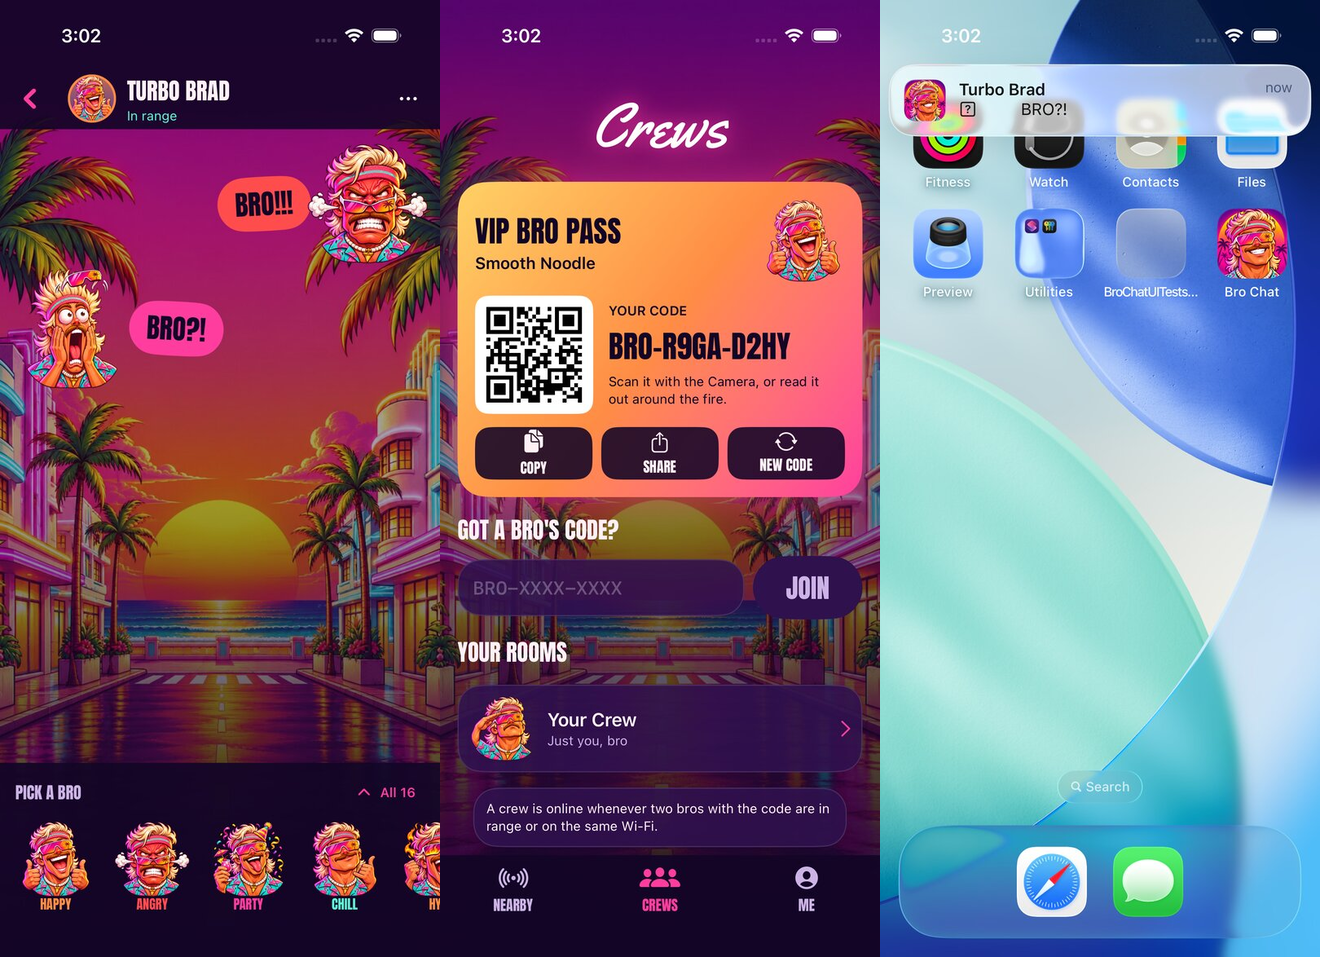 3:02
TURBO BRAD
In range
BRO!!!
BRO?!
PICK A BRO
All 16
HAPPY
ANGRY
PARTY
CHILL
HY
3:02
Crews
VIP BRO PASS
Smooth Noodle
YOUR CODE
BRO-R9GA-D2HY
Scan it with the Camera, or read it
out around the fire.
COPY
SHARE
NEW CODE
GOT A BRO'S CODE?
BRO-XXXX-XXXX
JOIN
YOUR ROOMS
Your Crew
Just you, bro
A crew is online whenever two bros with the code are in
range or on the same Wi-Fi.
NEARBY
CREWS
ME
3:02
Turbo Brad
now
? BRO?!
Fitness
Watch
Contacts
Files
Preview
Utilities
BroChatUITests...
Bro Chat
Search